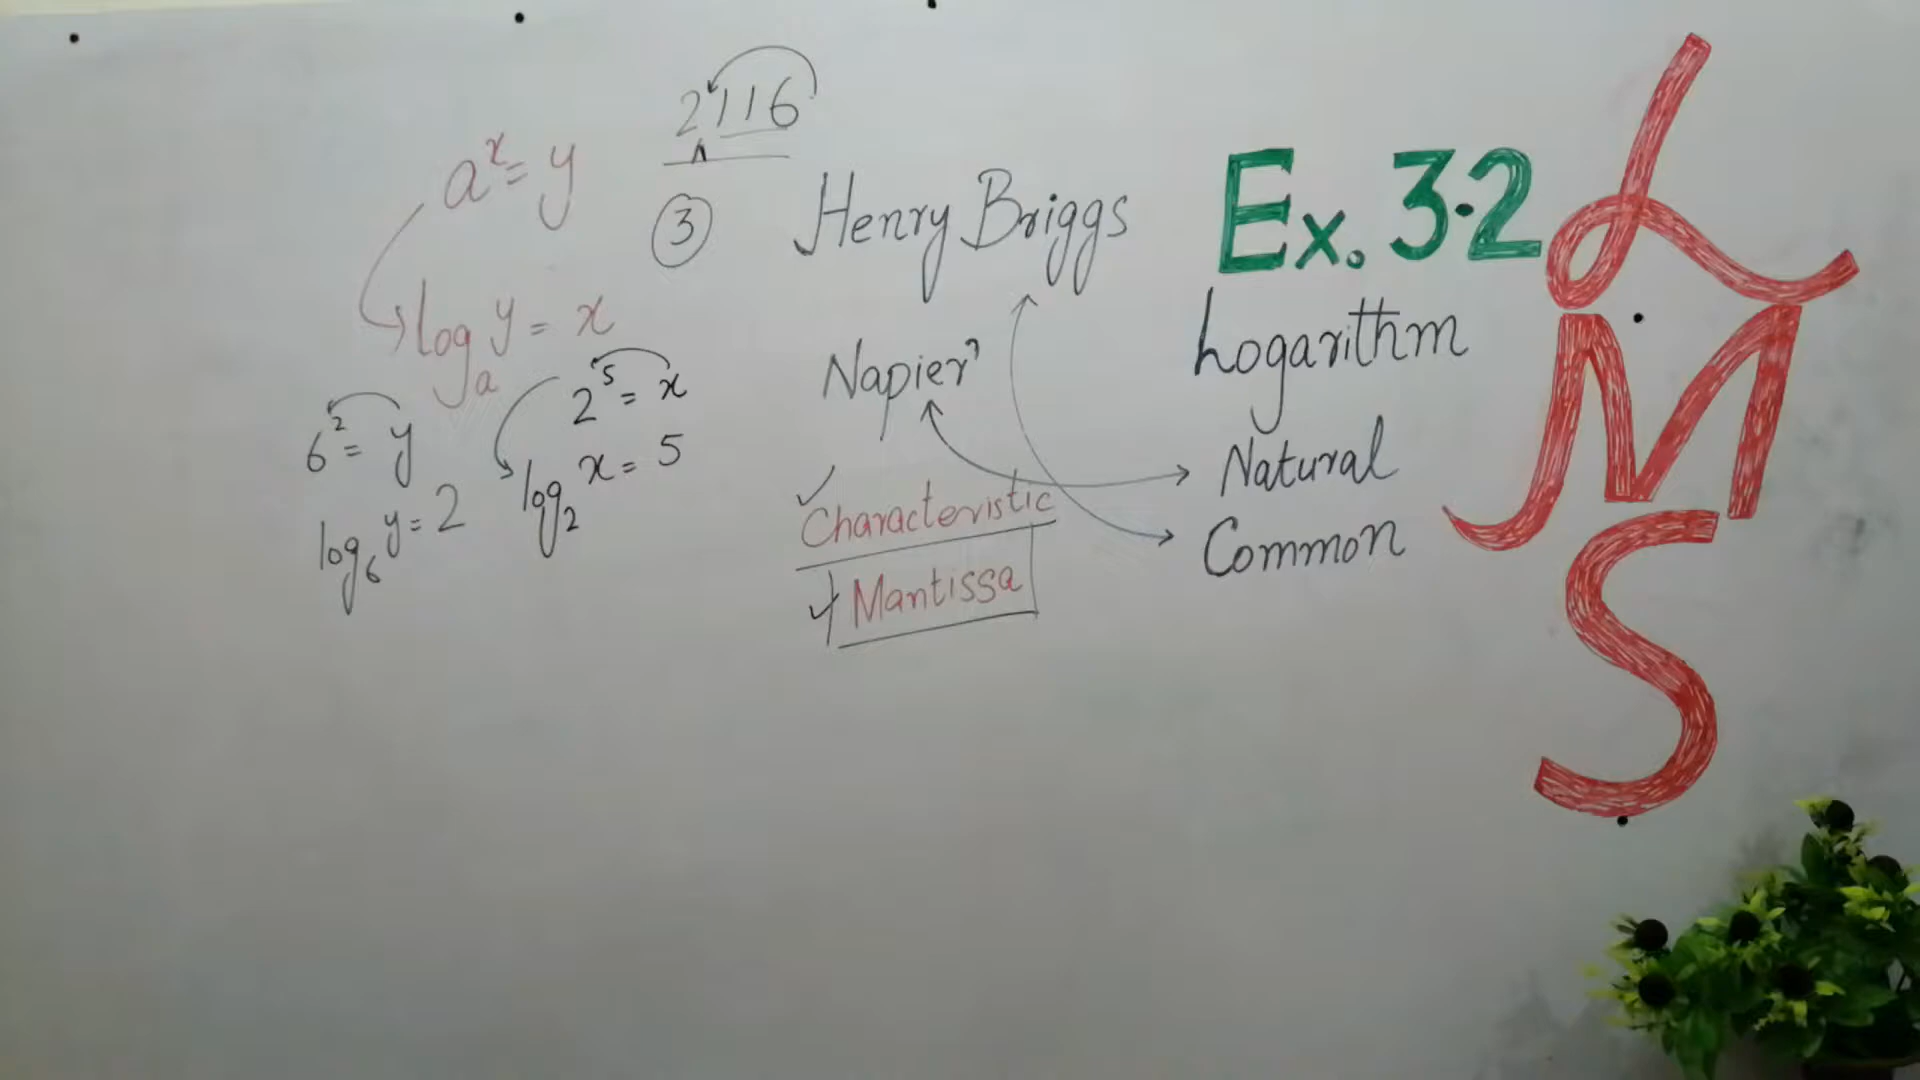 2116
3
a^x = y
log_a y = x
6^2 = y
log_6 y = 2
2^5 = x
log_2 x = 5
Henry Briggs
Napier
Characteristic
Mantissa
Ex. 3.2
Logarithm
Natural
Common
LMS